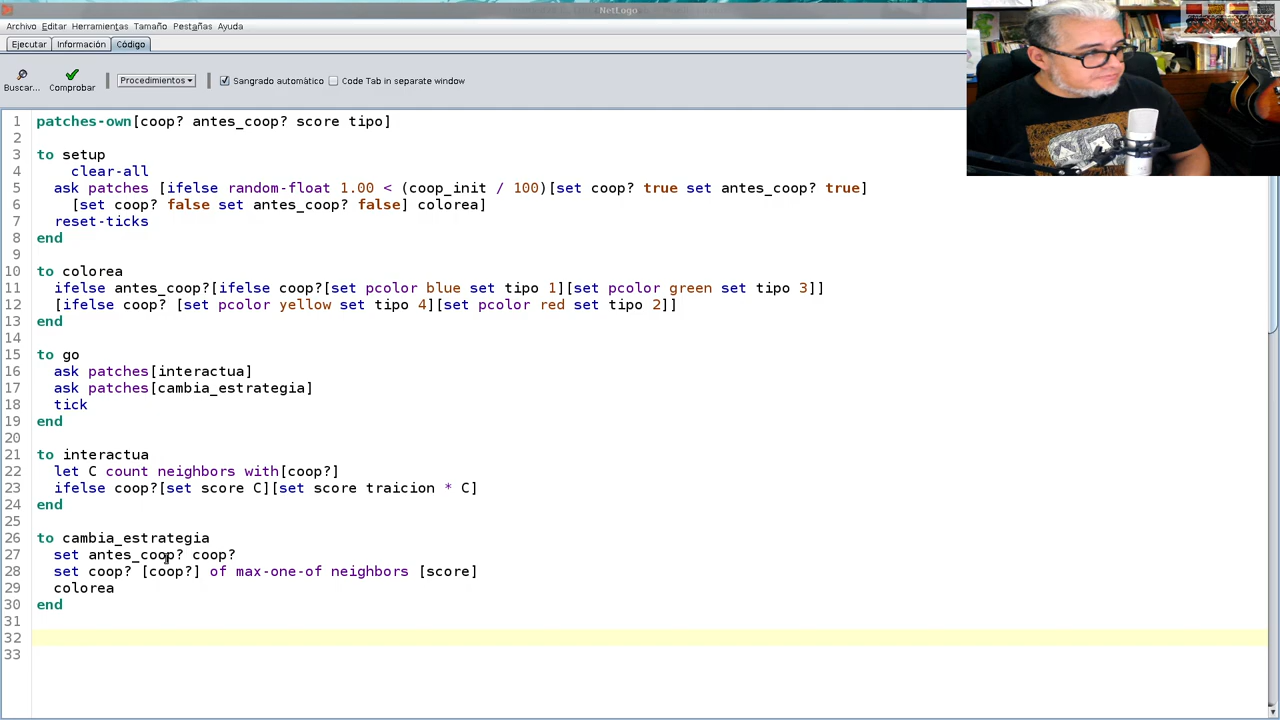 NetLogo
Archivo Editar Herramientas Tamaño Pestañas Ayuda
Ejecutar Información Código
Buscar... Comprobar Procedimientos Sangrado automático Code Tab in separate window
1 patches-own[coop? antes_coop? score tipo]
2
3 to setup
4 clear-all
5 ask patches [ifelse random-float 1.00 < (coop_init / 100)[set coop? true set antes_coop? true]
6 [set coop? false set antes_coop? false] colorea]
7 reset-ticks
8 end
9
10 to colorea
11 ifelse antes_coop?[ifelse coop?[set pcolor blue set tipo 1][set pcolor green set tipo 3]]
12 [ifelse coop? [set pcolor yellow set tipo 4][set pcolor red set tipo 2]]
13 end
14
15 to go
16 ask patches[interactua]
17 ask patches[cambia_estrategia]
18 tick
19 end
20
21 to interactua
22 let C count neighbors with[coop?]
23 ifelse coop?[set score C][set score traicion * C]
24 end
25
26 to cambia_estrategia
27 set antes_coop? coop?
28 set coop? [coop?] of max-one-of neighbors [score]
29 colorea
30 end
31
32
33